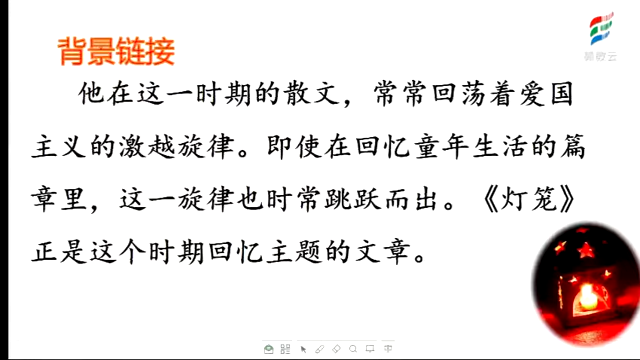 背景链接
他在这一时期的散文，常常回荡着爱国
主义的激越旋律。即使在回忆童年生活的篇
章里，这一旋律也时常跳跃而出。《灯笼》
正是这个时期回忆主题的文章。